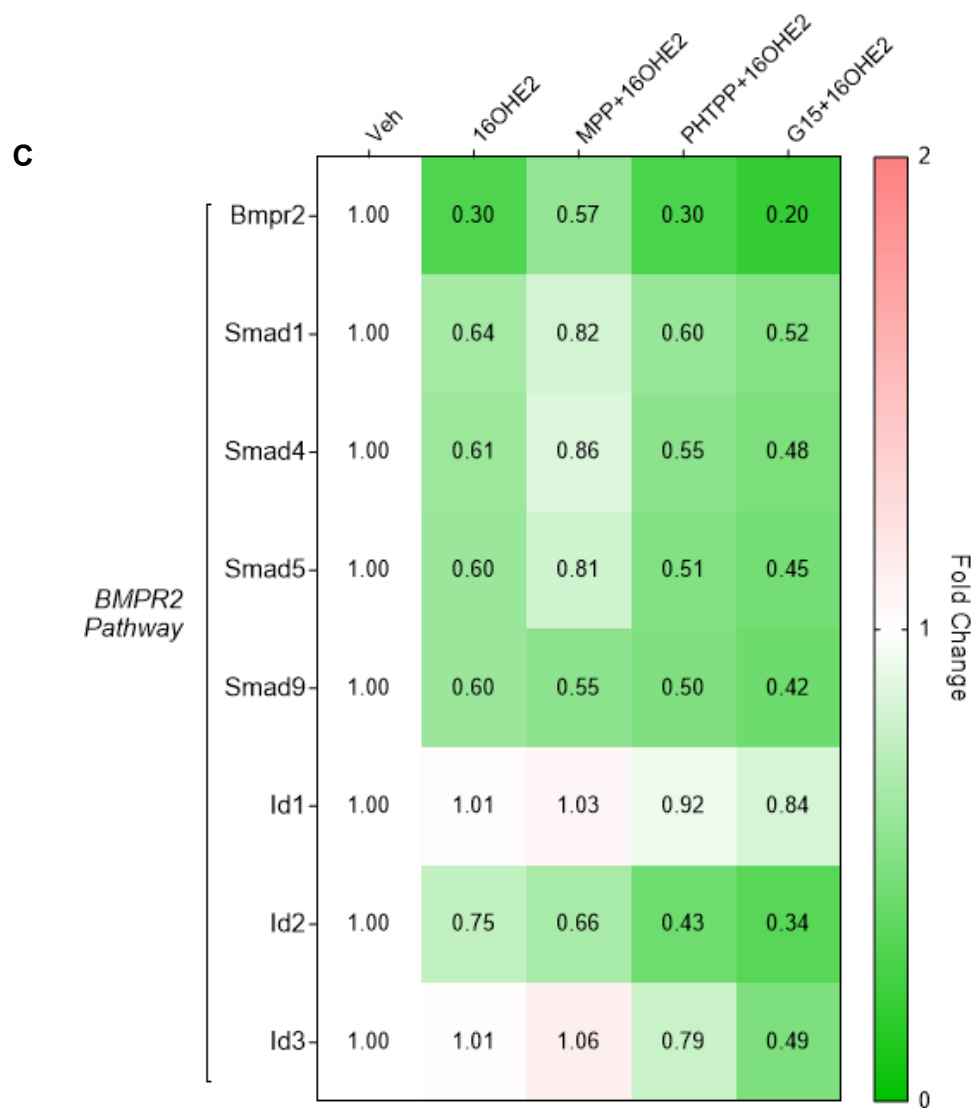 C
Veh 16OHE2 MPP+16OHE2 PHTPP+16OHE2 G15+16OHE2
Bmpr2 1.00 0.30 0.57 0.30 0.20
Smad1 1.00 0.64 0.82 0.60 0.52
Smad4 1.00 0.61 0.86 0.55 0.48
Smad5 1.00 0.60 0.81 0.51 0.45
Smad9 1.00 0.60 0.55 0.50 0.42
Id1 1.00 1.01 1.03 0.92 0.84
Id2 1.00 0.75 0.66 0.43 0.34
Id3 1.00 1.01 1.06 0.79 0.49
BMPR2
Pathway
2
1
0
Fold Change